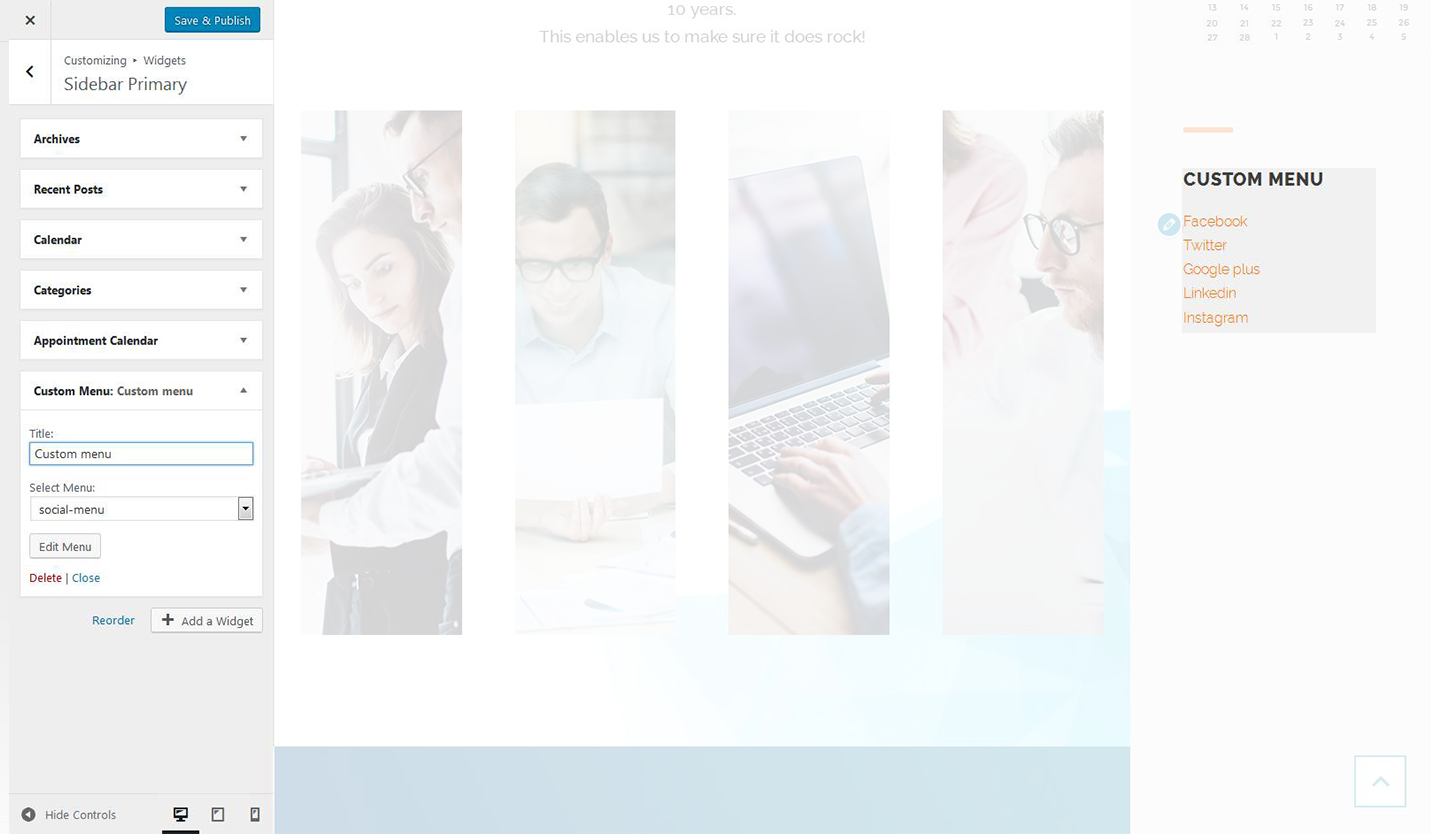 Save & Publish
Customizing ▸ Widgets
Sidebar Primary
Archives
Recent Posts
Calendar
Categories
Appointment Calendar
Custom Menu: Custom menu
Title:
Custom menu
Select Menu:
social-menu
Edit Menu
Delete | Close
Reorder
Add a Widget
Hide Controls
10 years.
This enables us to make sure it does rock!
13 14 15 16 17 18 19
20 21 22 23 24 25 26
27 28 1 2 3 4 5
CUSTOM MENU
Facebook
Twitter
Google plus
Linkedin
Instagram